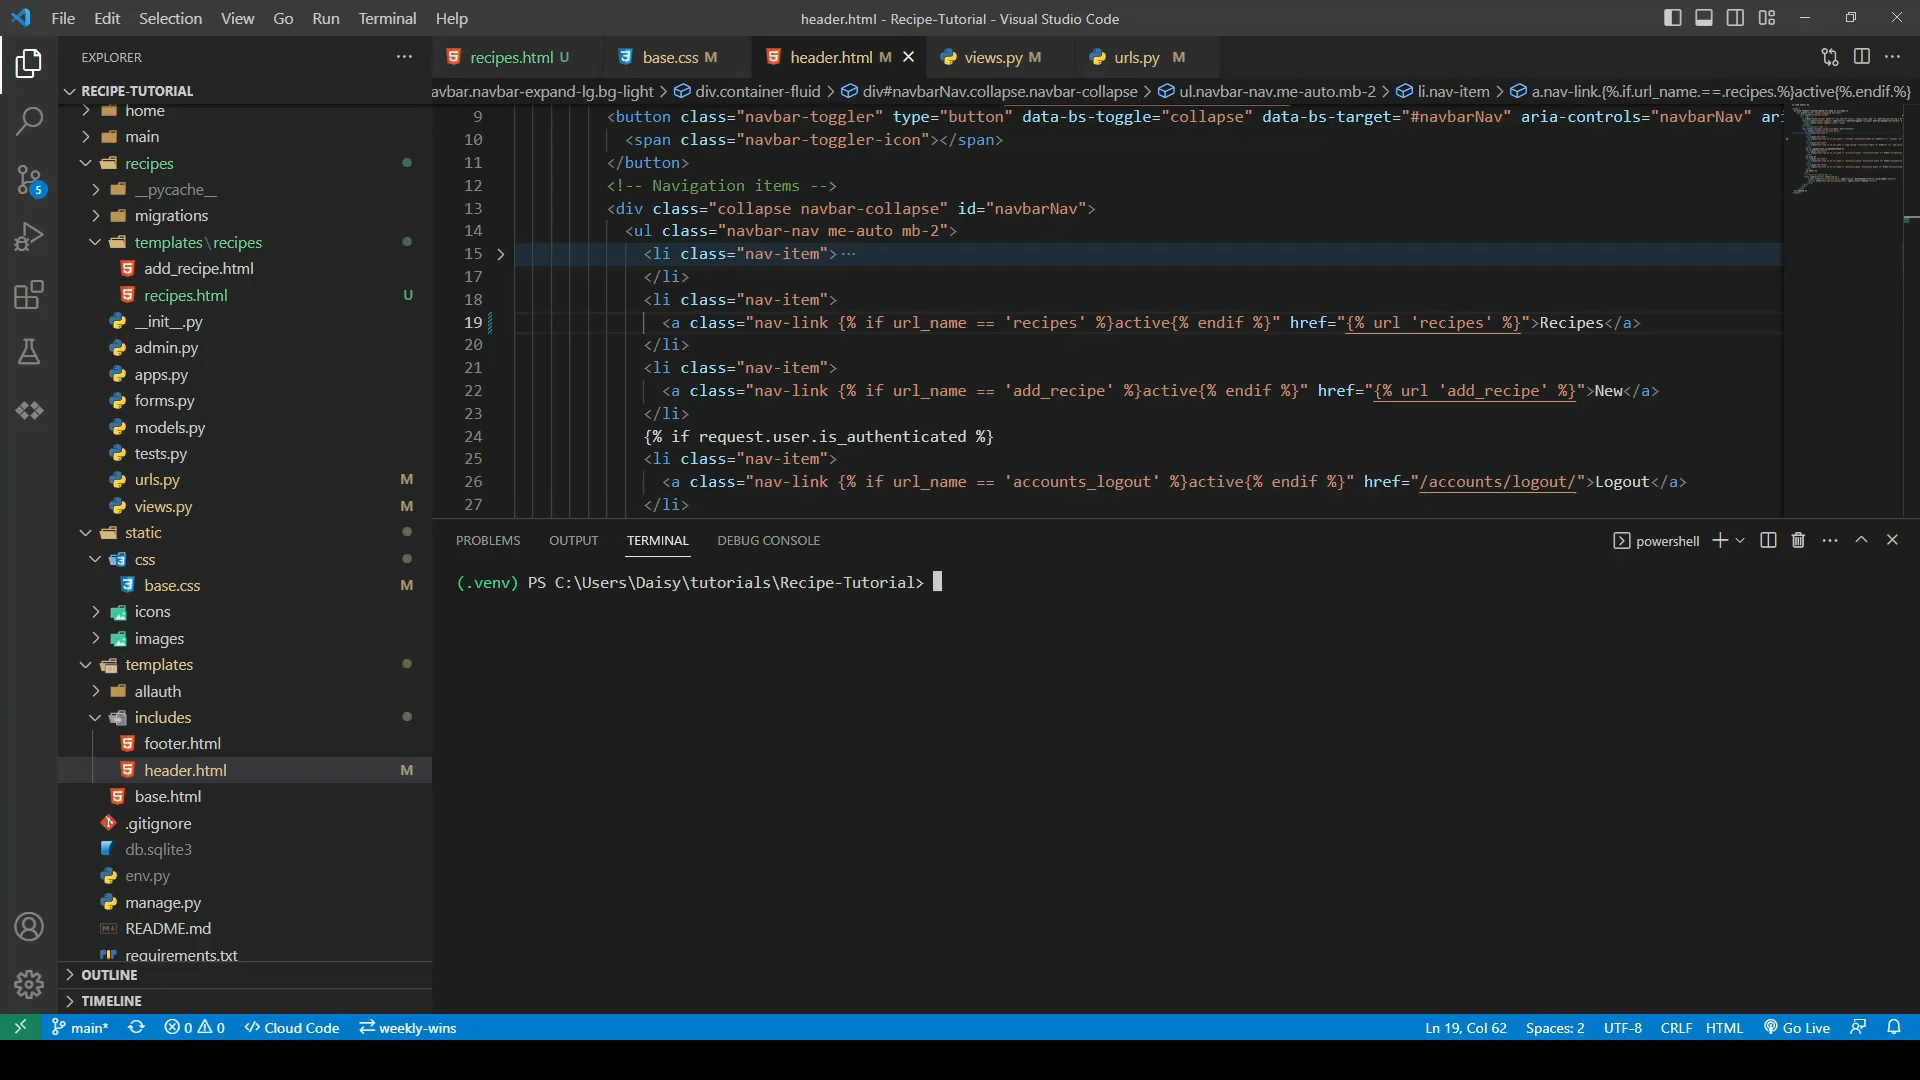 File Edit Selection View Go Run Terminal Help
header.html - Recipe-Tutorial - Visual Studio Code
EXPLORER
recipes.html U
base.css M
header.html M
views.py M
urls.py M
RECIPE-TUTORIAL
avbar.navbar-expand-lg.bg-light > div.container-fluid > div#navbarNav.collapse.navbar-collapse > ul.navbar-nav.me-auto.mb-2 > li.nav-item > a.nav-link.{%.if.url_name.==.recipes.%}active{%.endif.%}
home
main
recipes
__pycache__
migrations
templates\recipes
add_recipe.html
recipes.html U
__init__.py
admin.py
apps.py
forms.py
models.py
tests.py
urls.py M
views.py M
static
css
base.css M
icons
images
templates
allauth
includes
footer.html
header.html M
base.html
.gitignore
db.sqlite3
env.py
manage.py
README.md
requirements.txt
OUTLINE
TIMELINE
9 <button class="navbar-toggler" type="button" data-bs-toggle="collapse" data-bs-target="#navbarNav" aria-controls="navbarNav" ari
10 <span class="navbar-toggler-icon"></span>
11 </button>
12 <!-- Navigation items -->
13 <div class="collapse navbar-collapse" id="navbarNav">
14 <ul class="navbar-nav me-auto mb-2">
15 <li class="nav-item">···
17 </li>
18 <li class="nav-item">
19 <a class="nav-link {% if url_name == 'recipes' %}active{% endif %}" href="{% url 'recipes' %}">Recipes</a>
20 </li>
21 <li class="nav-item">
22 <a class="nav-link {% if url_name == 'add_recipe' %}active{% endif %}" href="{% url 'add_recipe' %}">New</a>
23 </li>
24 {% if request.user.is_authenticated %}
25 <li class="nav-item">
26 <a class="nav-link {% if url_name == 'accounts_logout' %}active{% endif %}" href="/accounts/logout/">Logout</a>
27 </li>
PROBLEMS OUTPUT TERMINAL DEBUG CONSOLE
powershell
(.venv) PS C:\Users\Daisy\tutorials\Recipe-Tutorial>
5
main* 0 0 Cloud Code weekly-wins
Ln 19, Col 62 Spaces: 2 UTF-8 CRLF HTML Go Live